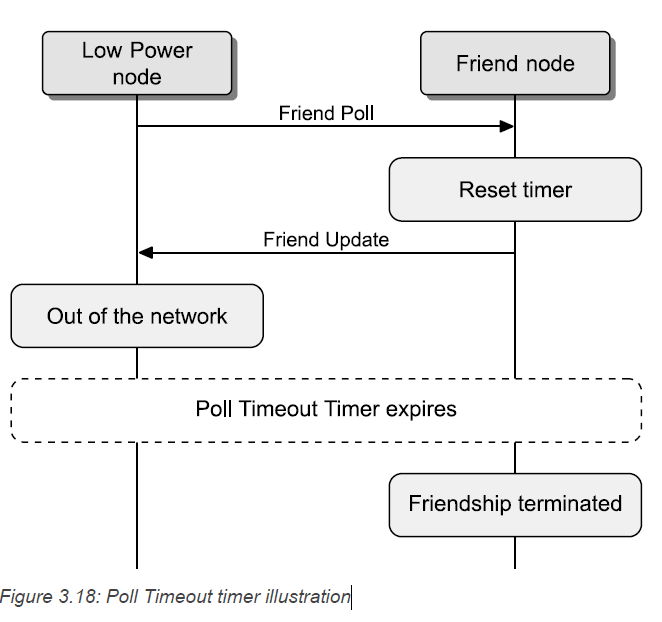 Low Power
node
Friend node
Friend Poll
Reset timer
Friend Update
Out of the network
Poll Timeout Timer expires
Friendship terminated
Figure 3.18: Poll Timeout timer illustration